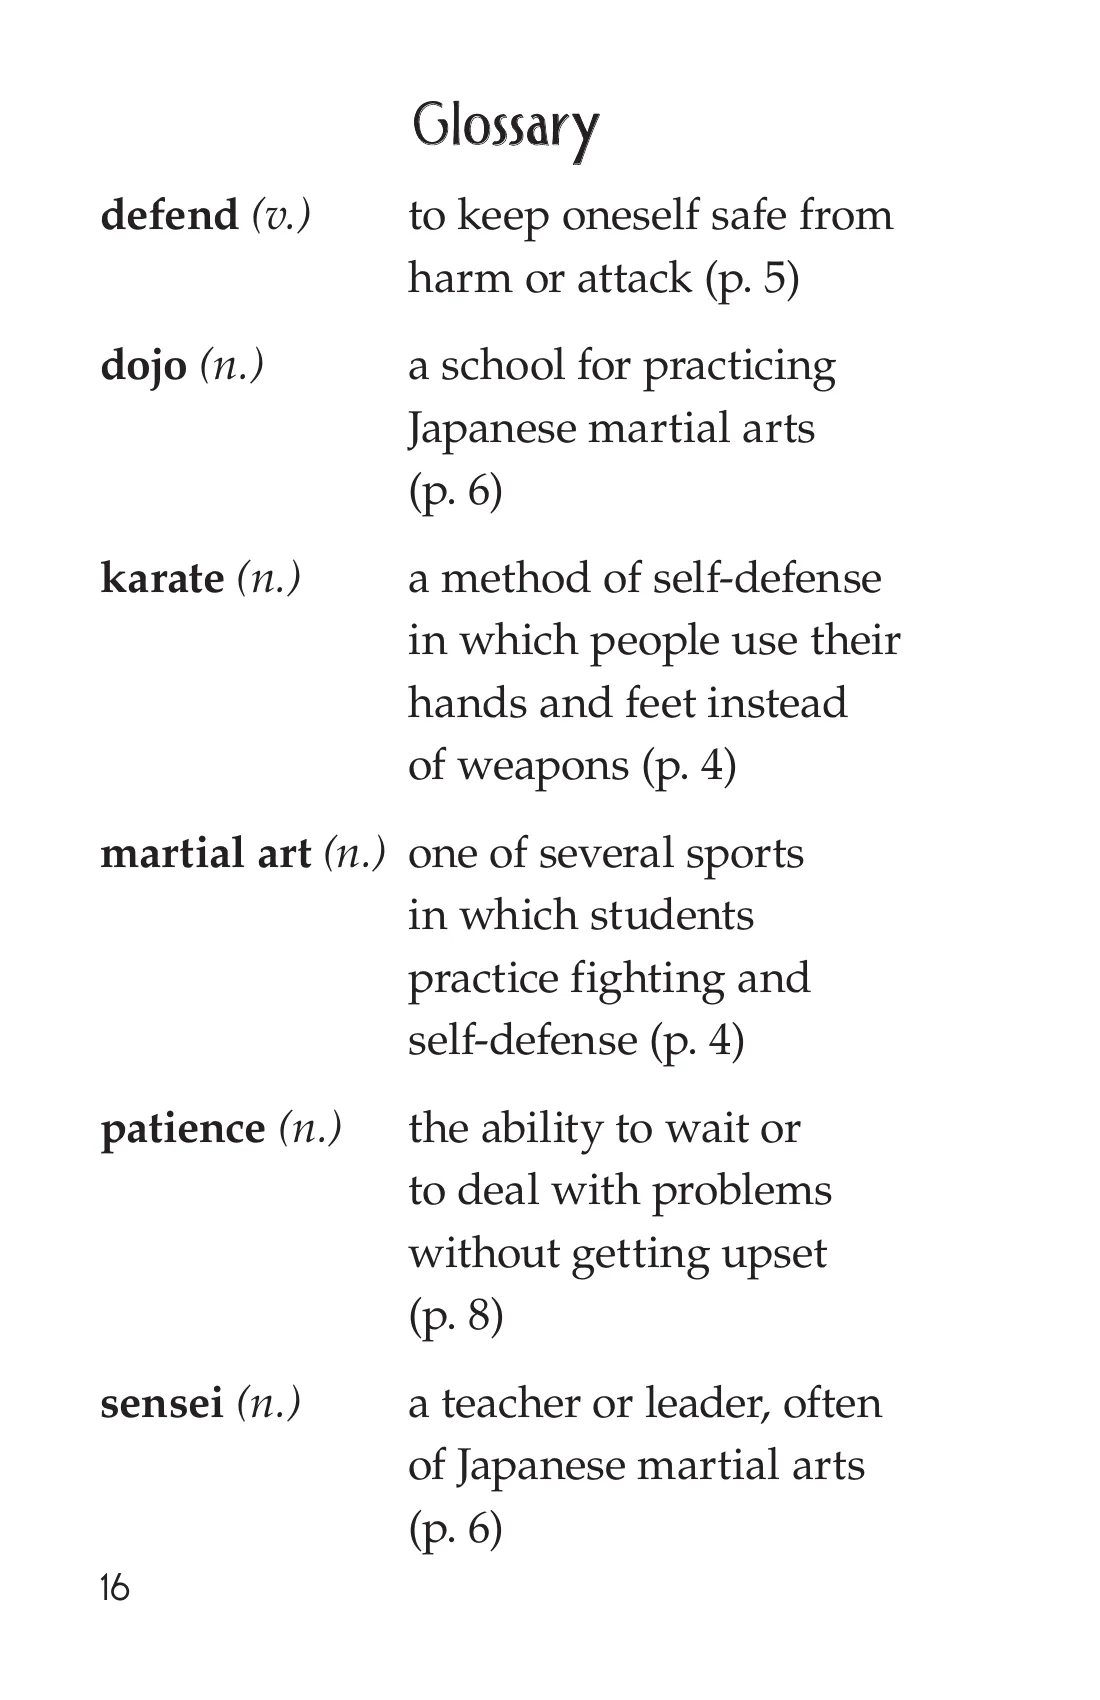 Glossary
defend (v.) to keep oneself safe from
harm or attack (p. 5)
dojo (n.) a school for practicing
Japanese martial arts
(p. 6)
karate (n.) a method of self-defense
in which people use their
hands and feet instead
of weapons (p. 4)
martial art (n.) one of several sports
in which students
practice fighting and
self-defense (p. 4)
patience (n.) the ability to wait or
to deal with problems
without getting upset
(p. 8)
sensei (n.) a teacher or leader, often
of Japanese martial arts
(p. 6)
16